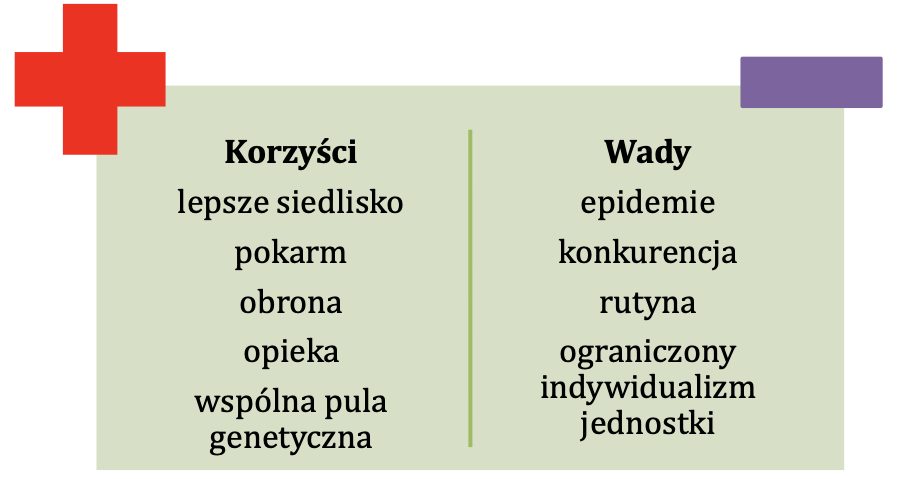 Korzyści
lepsze siedlisko
pokarm
obrona
opieka
wspólna pula
genetyczna
Wady
epidemie
konkurencja
rutyna
ograniczony
indywidualizm
jednostki